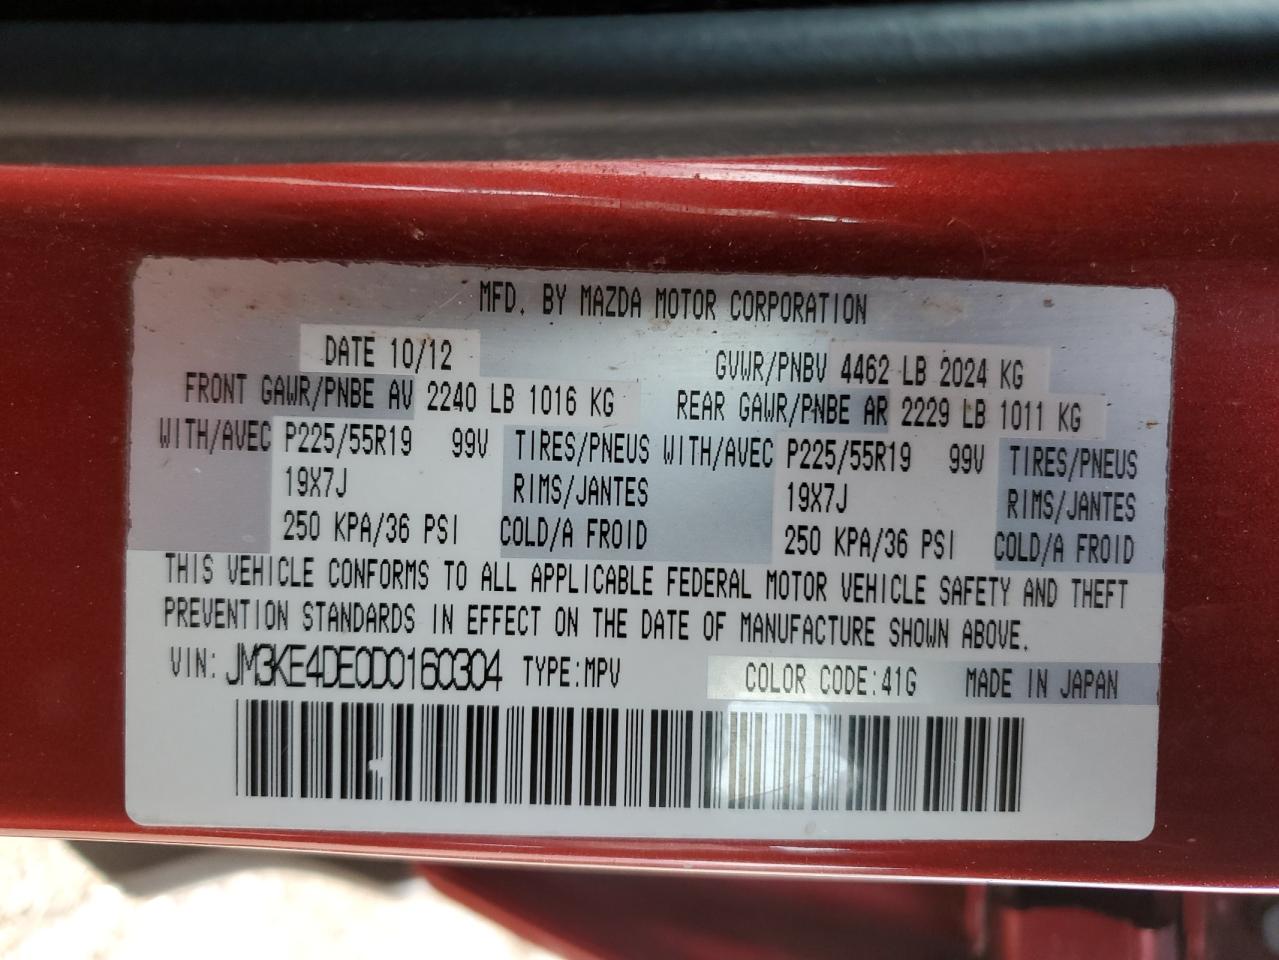 MFD. BY MAZDA MOTOR CORPORATION
DATE 10/12 GVWR/PNBV 4462 LB 2024 KG
FRONT GAWR/PNBE AV 2240 LB 1016 KG REAR GAWR/PNBE AR 2229 LB 1011 KG
WITH/AVEC P225/55R19 99V TIRES/PNEUS WITH/AVEC P225/55R19 99V TIRES/PNEUS
19X7J RIMS/JANTES 19X7J RIMS/JANTES
250 KPA/36 PSI COLD/A FROID 250 KPA/36 PSI COLD/A FROID
THIS VEHICLE CONFORMS TO ALL APPLICABLE FEDERAL MOTOR VEHICLE SAFETY AND THEFT
PREVENTION STANDARDS IN EFFECT ON THE DATE OF MANUFACTURE SHOWN ABOVE.
VIN: JM3KE4DE0D0160304 TYPE:MPV COLOR CODE:41G MADE IN JAPAN